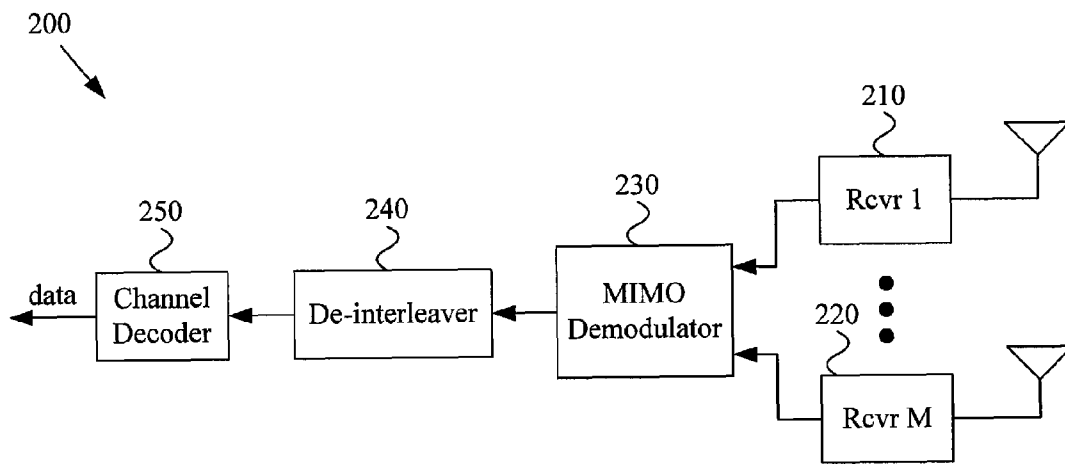 200
210
Rcvr 1
230
240
250
MIMO
Demodulator
De-interleaver
Channel
Decoder
data
220
Rcvr M